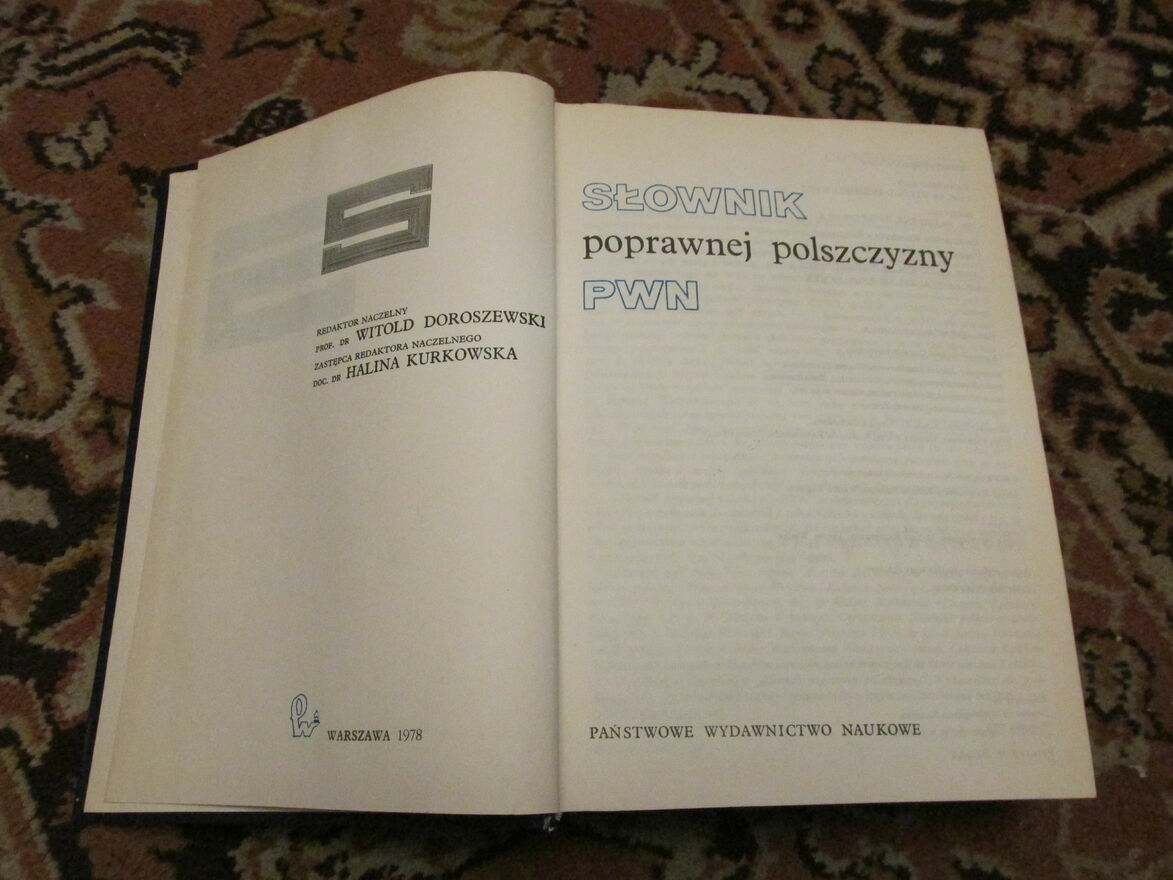 REDAKTOR NACZELNY
PROF. DR WITOLD DOROSZEWSKI
ZASTĘPCA REDAKTORA NACZELNEGO
DOC. DR HALINA KURKOWSKA
WARSZAWA 1978
SŁOWNIK
poprawnej polszczyzny
PWN
PAŃSTWOWE WYDAWNICTWO NAUKOWE